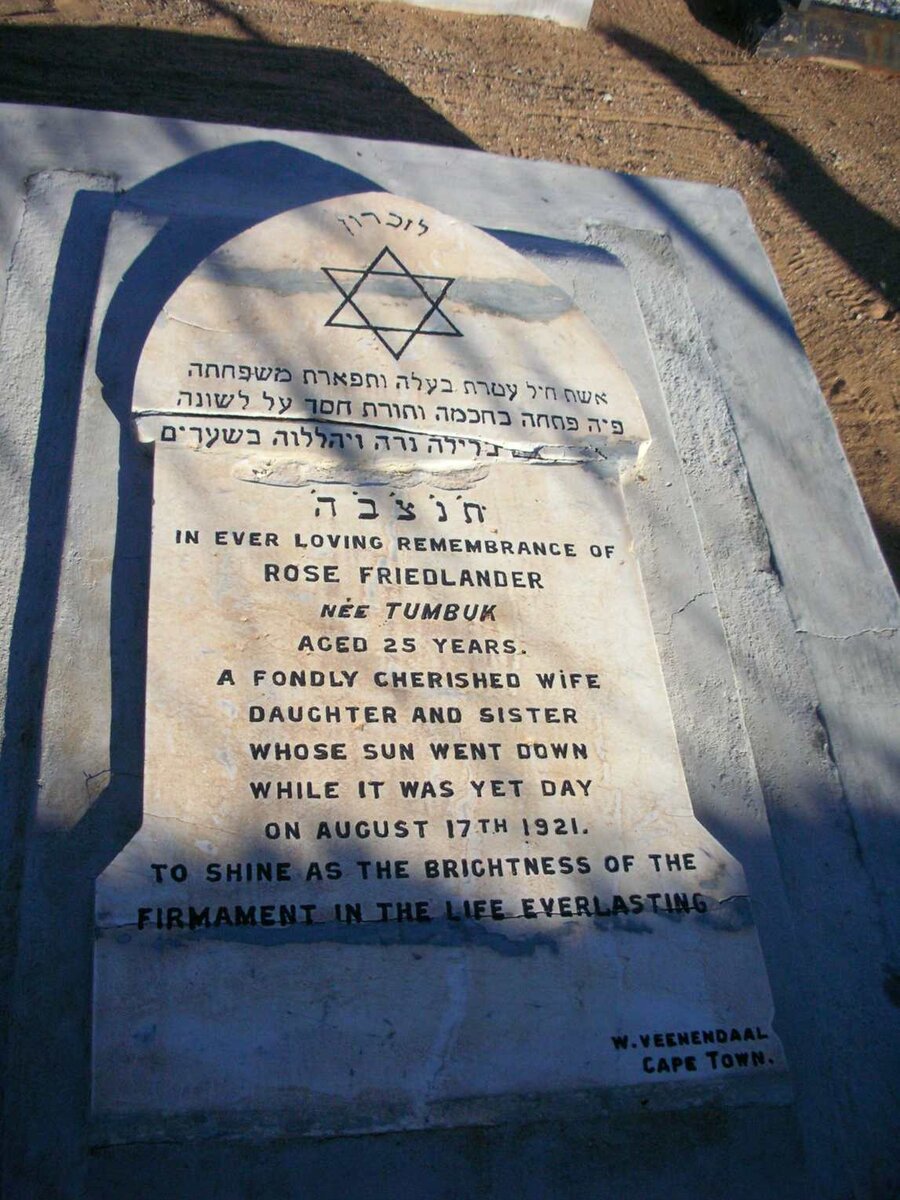 לזכרון
אשת חיל עטרת בעלה ותפארת משפחתה
פיה פתחה בחכמה ותורת חסד על לשונה
בלילה נרה ויהללוה בשערים
ת׳נ׳צ׳ב׳ה׳
IN EVER LOVING REMEMBRANCE OF
ROSE FRIEDLANDER
NÉE TUMBUK
AGED 25 YEARS.
A FONDLY CHERISHED WiFE
DAUGHTER AND SISTER
WHOSE SUN WENT DOWN
WHILE IT WAS YET DAY
ON AUGUST 17TH 1921.
TO SHINE AS THE BRIGHTNESS OF THE
FIRMAMENT IN THE LIFE EVERLASTING
W. VEENENDAAL
CAPE TOWN.